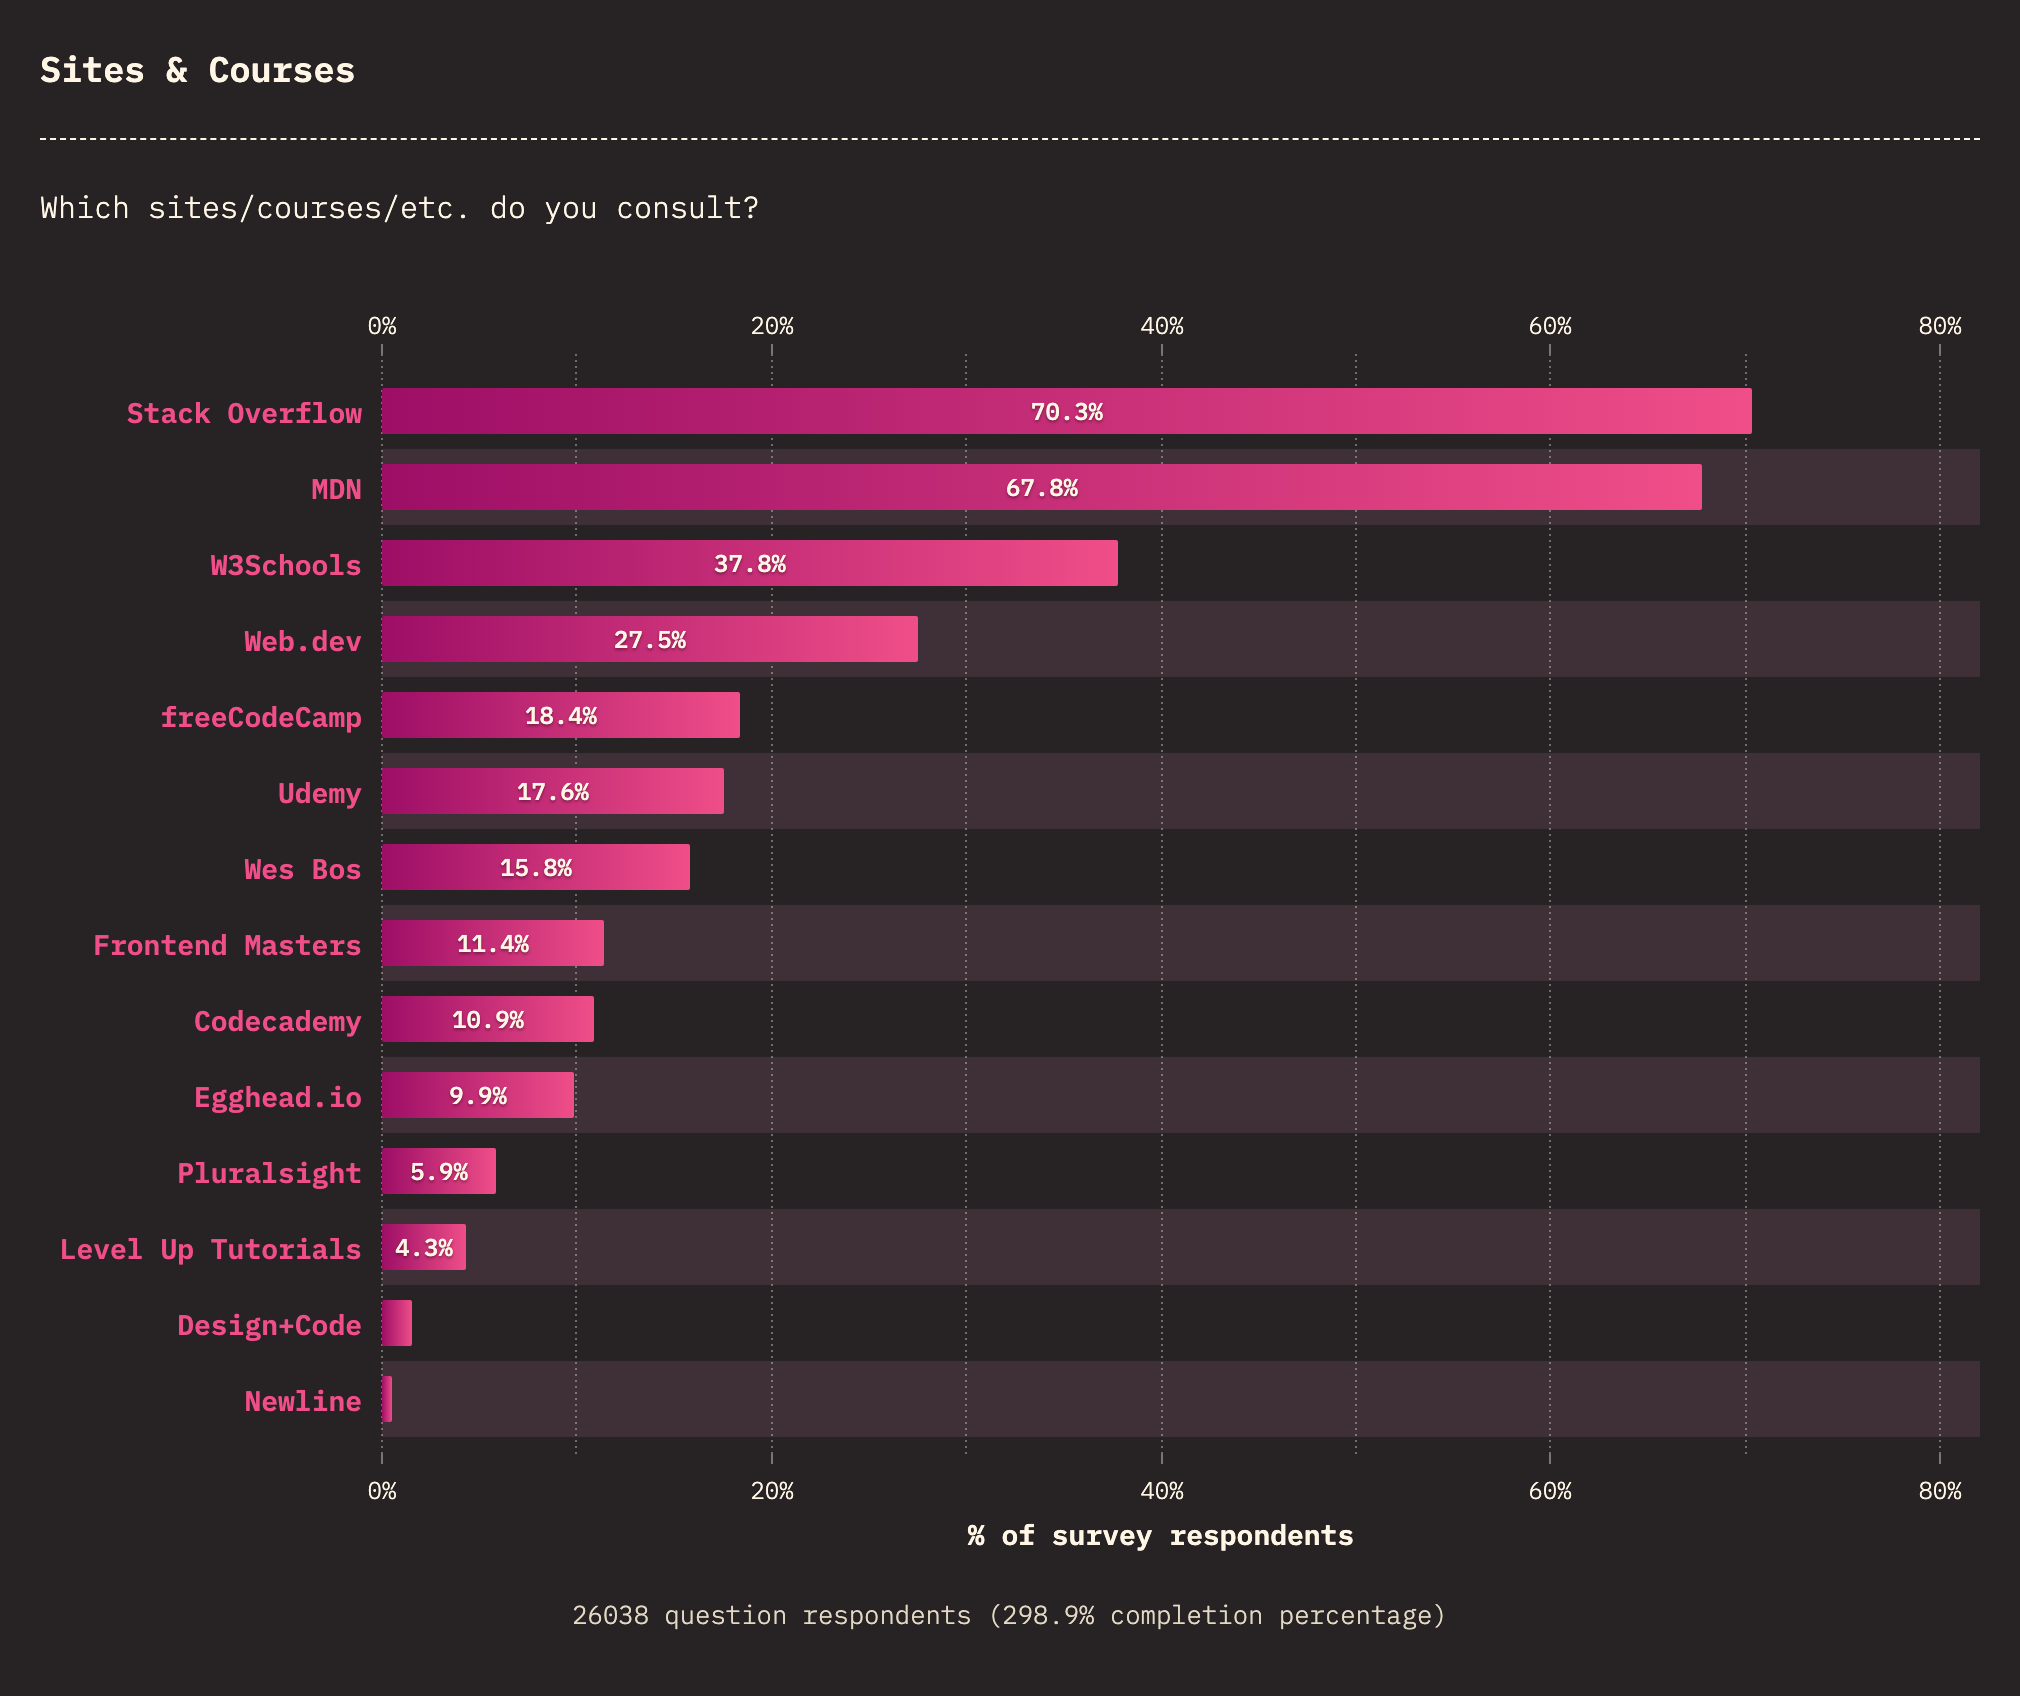 Sites & Courses
Which sites/courses/etc. do you consult?
0% 20% 40% 60% 80%
Stack Overflow 70.3%
MDN 67.8%
W3Schools 37.8%
Web.dev 27.5%
freeCodeCamp 18.4%
Udemy 17.6%
Wes Bos 15.8%
Frontend Masters 11.4%
Codecademy 10.9%
Egghead.io 9.9%
Pluralsight 5.9%
Level Up Tutorials 4.3%
Design+Code
Newline
0% 20% 40% 60% 80%
% of survey respondents
26038 question respondents (298.9% completion percentage)